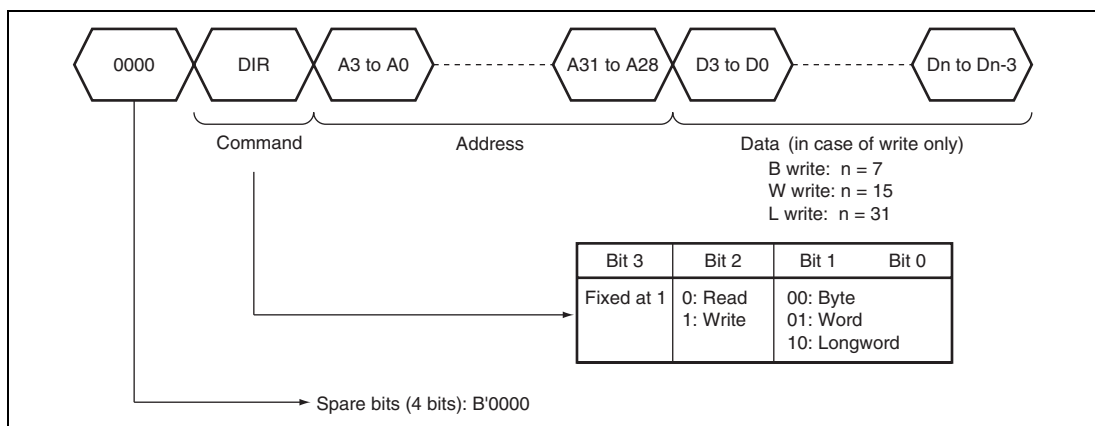 0000 DIR A3 to A0 A31 to A28 D3 to D0 Dn to Dn-3
Command Address Data (in case of write only)
B write: n = 7
W write: n = 15
L write: n = 31
Bit 3 Bit 2 Bit 1 Bit 0
Fixed at 1 0: Read 00: Byte
1: Write 01: Word
10: Longword
Spare bits (4 bits): B'0000